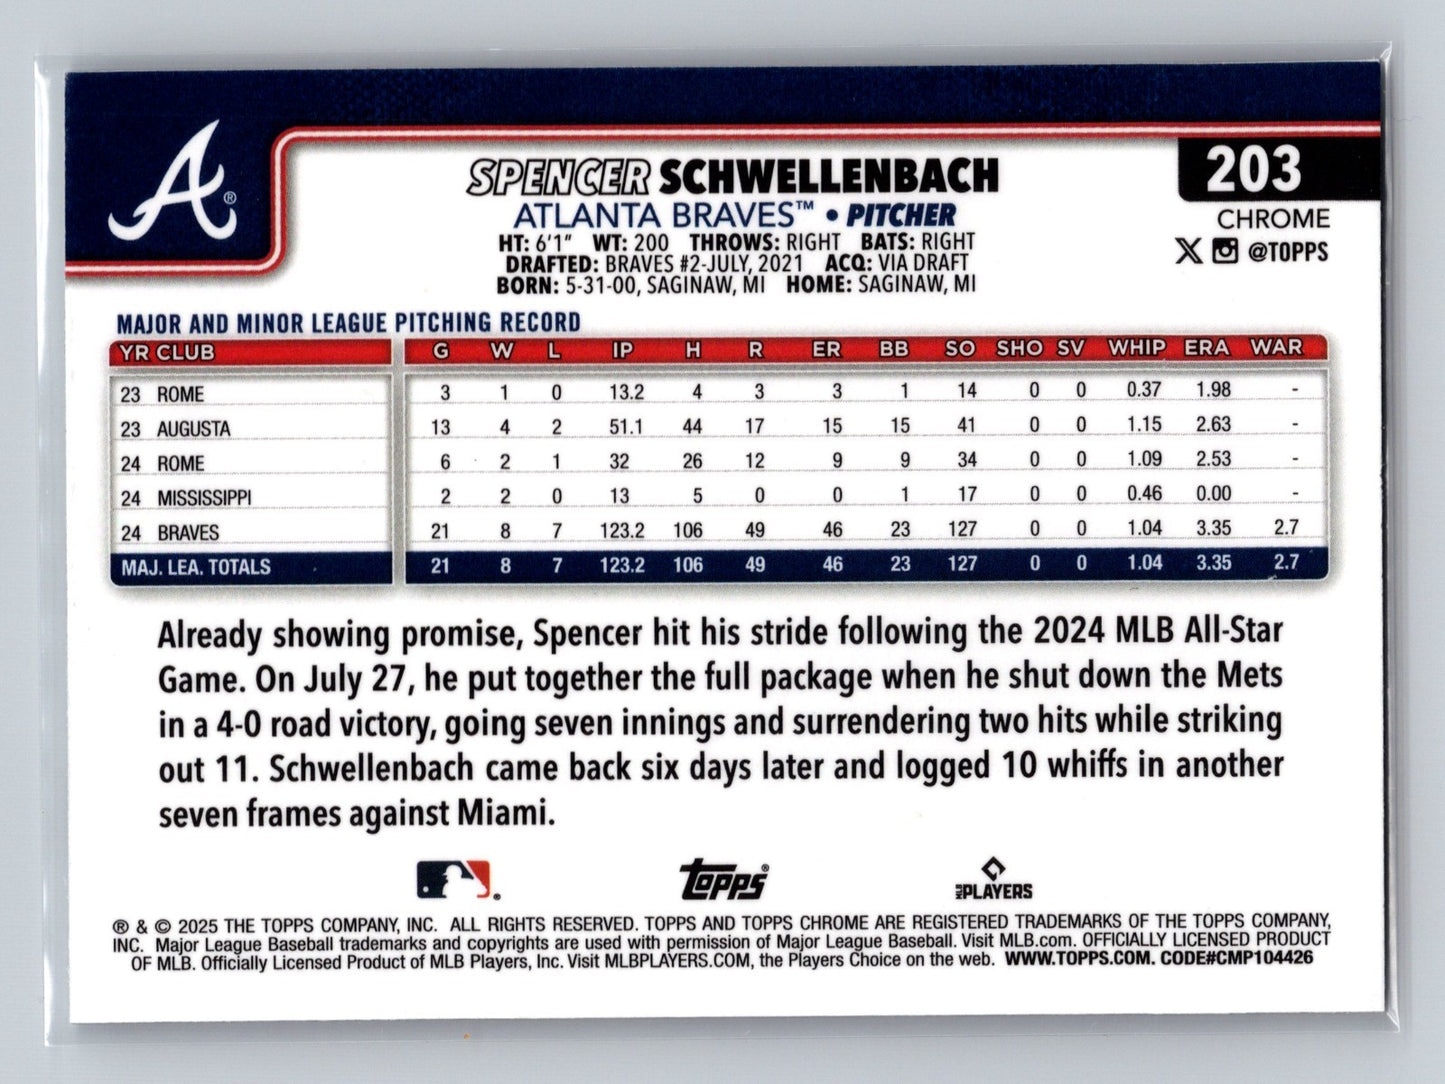 A®
SPENCER SCHWELLENBACH
203
ATLANTA BRAVES™ • PITCHER
CHROME
HT: 6'1" WT: 200 THROWS: RIGHT BATS: RIGHT
@TOPPS
DRAFTED: BRAVES #2-JULY, 2021 ACQ: VIA DRAFT
BORN: 5-31-00, SAGINAW, MI HOME: SAGINAW, MI
MAJOR AND MINOR LEAGUE PITCHING RECORD
YR CLUB G W L IP H R ER BB SO SHO SV WHIP ERA WAR
23 ROME 3 1 0 13.2 4 3 3 1 14 0 0 0.37 1.98 -
23 AUGUSTA 13 4 2 51.1 44 17 15 15 41 0 0 1.15 2.63 -
24 ROME 6 2 1 32 26 12 9 9 34 0 0 1.09 2.53 -
24 MISSISSIPPI 2 2 0 13 5 0 0 1 17 0 0 0.46 0.00 -
24 BRAVES 21 8 7 123.2 106 49 46 23 127 0 0 1.04 3.35 2.7
MAJ. LEA. TOTALS 21 8 7 123.2 106 49 46 23 127 0 0 1.04 3.35 2.7
Already showing promise, Spencer hit his stride following the 2024 MLB All-Star
Game. On July 27, he put together the full package when he shut down the Mets
in a 4-0 road victory, going seven innings and surrendering two hits while striking
out 11. Schwellenbach came back six days later and logged 10 whiffs in another
seven frames against Miami.
Topps® MLB PLAYERS
® & © 2025 THE TOPPS COMPANY, INC. ALL RIGHTS RESERVED. TOPPS AND TOPPS CHROME ARE REGISTERED TRADEMARKS OF THE TOPPS COMPANY,
INC. Major League Baseball trademarks and copyrights are used with permission of Major League Baseball. Visit MLB.com. OFFICIALLY LICENSED PRODUCT
OF MLB. Officially Licensed Product of MLB Players, Inc. Visit MLBPLAYERS.COM, the Players Choice on the web. WWW.TOPPS.COM. CODE#CMP104426